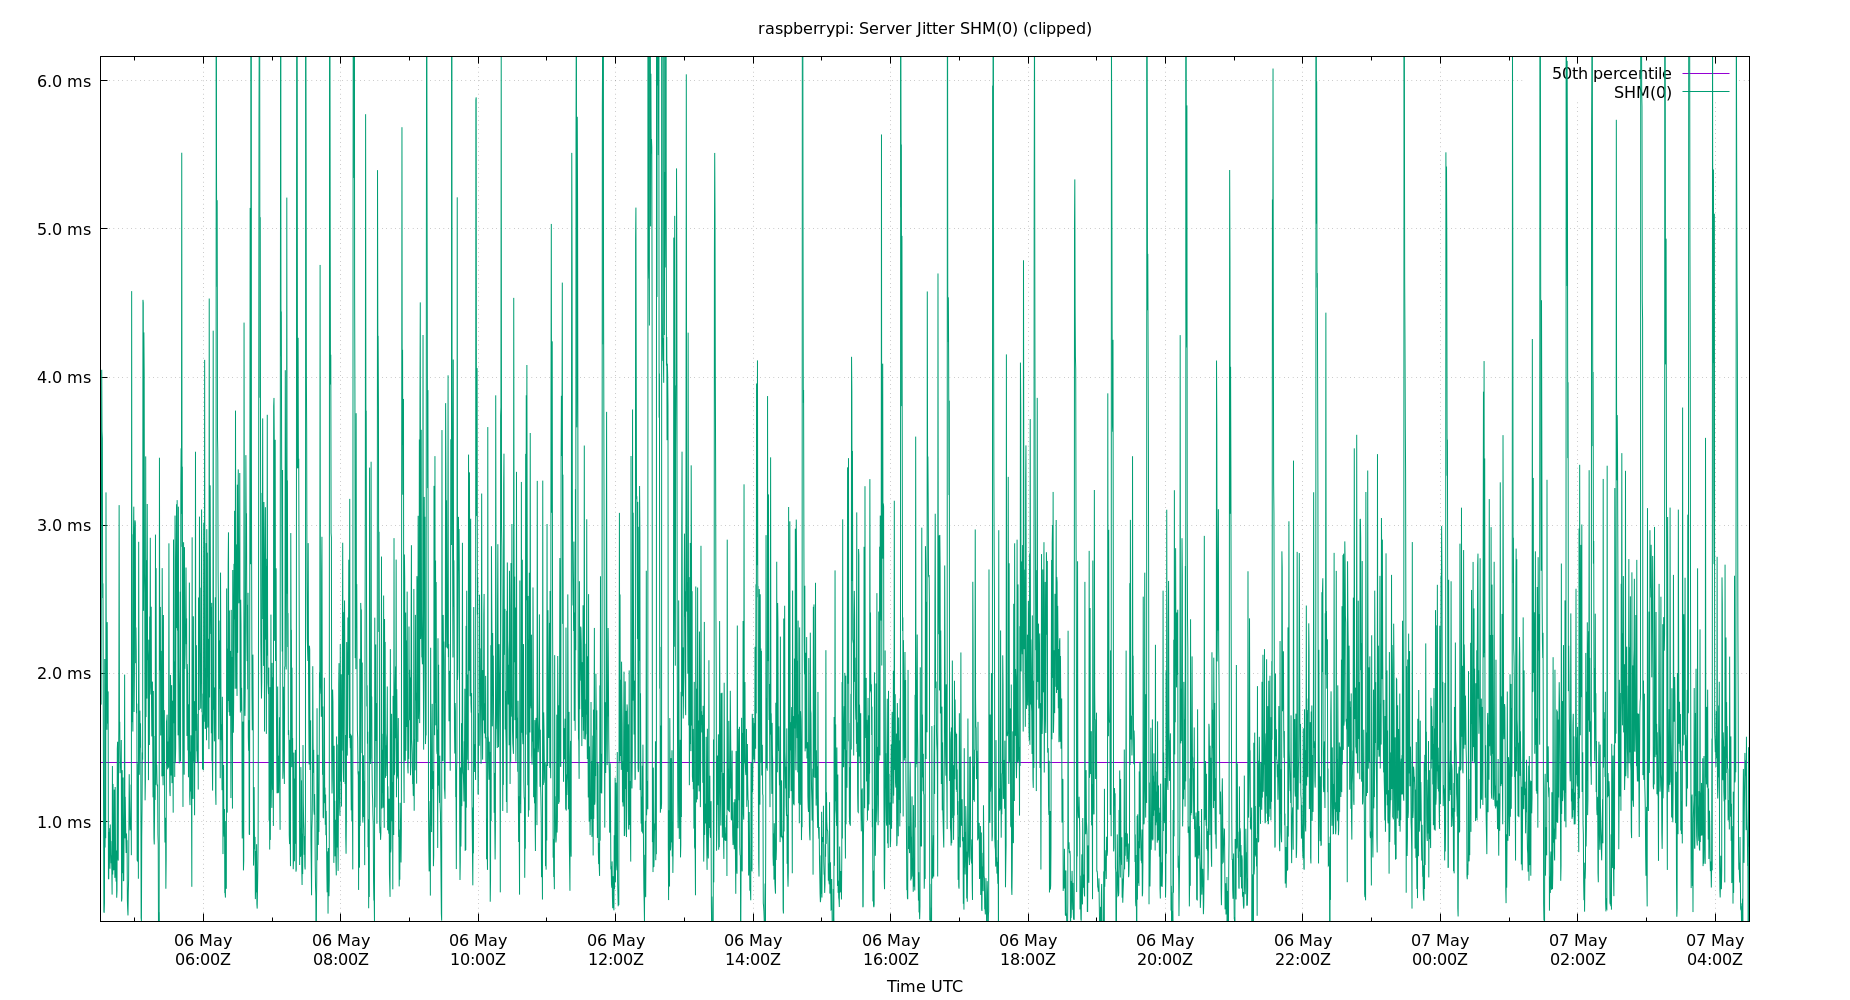 raspberrypi: Server Jitter SHM(0) (clipped)
50th percentile
SHM(0)
6.0 ms
5.0 ms
4.0 ms
3.0 ms
2.0 ms
1.0 ms
06 May 06 May 06 May 06 May 06 May 06 May 06 May 06 May 06 May 07 May 07 May 07 May
06:00Z 08:00Z 10:00Z 12:00Z 14:00Z 16:00Z 18:00Z 20:00Z 22:00Z 00:00Z 02:00Z 04:00Z
Time UTC